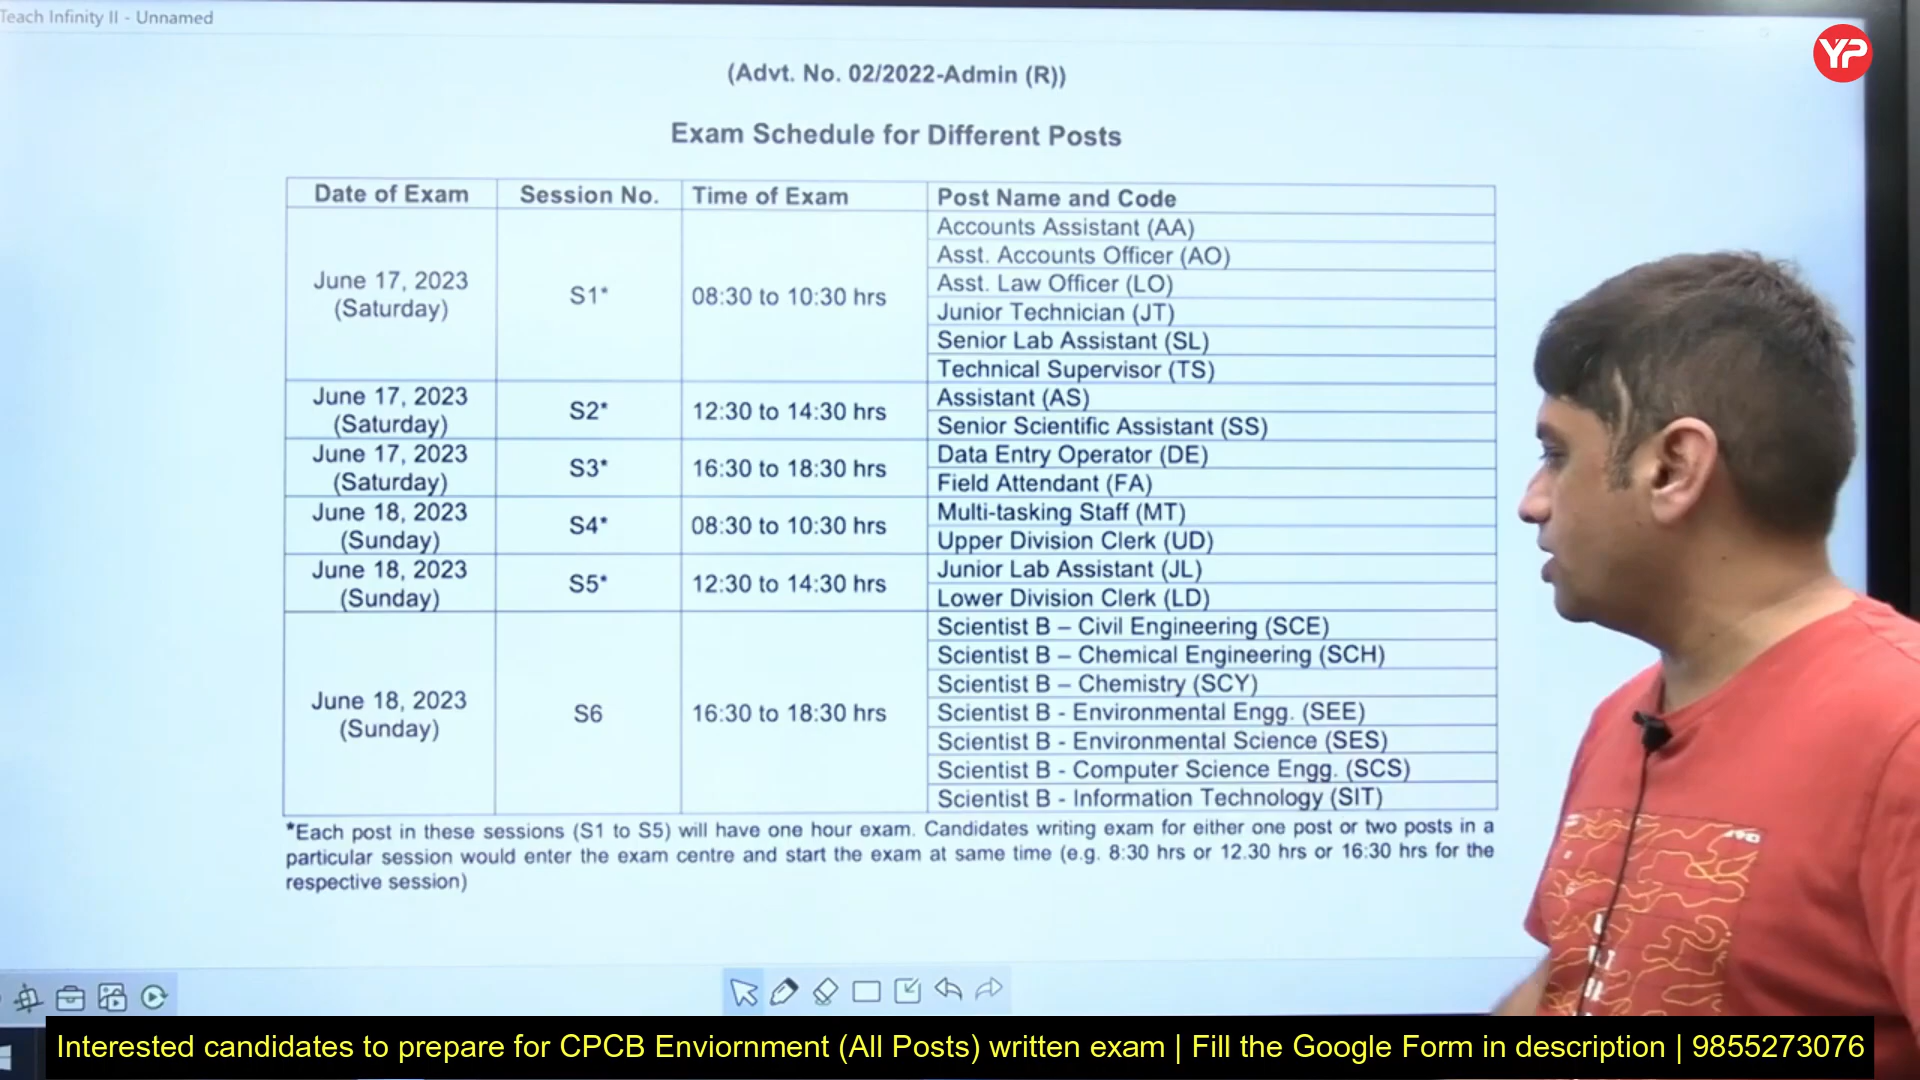 Teach Infinity II - Unnamed
YP
(Advt. No. 02/2022-Admin (R))
Exam Schedule for Different Posts
Date of Exam Session No. Time of Exam Post Name and Code
June 17, 2023 (Saturday) S1* 08:30 to 10:30 hrs Accounts Assistant (AA)
Asst. Accounts Officer (AO)
Asst. Law Officer (LO)
Junior Technician (JT)
Senior Lab Assistant (SL)
Technical Supervisor (TS)
June 17, 2023 (Saturday) S2* 12:30 to 14:30 hrs Assistant (AS)
Senior Scientific Assistant (SS)
June 17, 2023 (Saturday) S3* 16:30 to 18:30 hrs Data Entry Operator (DE)
Field Attendant (FA)
June 18, 2023 (Sunday) S4* 08:30 to 10:30 hrs Multi-tasking Staff (MT)
Upper Division Clerk (UD)
June 18, 2023 (Sunday) S5* 12:30 to 14:30 hrs Junior Lab Assistant (JL)
Lower Division Clerk (LD)
June 18, 2023 (Sunday) S6 16:30 to 18:30 hrs Scientist B – Civil Engineering (SCE)
Scientist B – Chemical Engineering (SCH)
Scientist B – Chemistry (SCY)
Scientist B - Environmental Engg. (SEE)
Scientist B - Environmental Science (SES)
Scientist B - Computer Science Engg. (SCS)
Scientist B - Information Technology (SIT)
*Each post in these sessions (S1 to S5) will have one hour exam. Candidates writing exam for either one post or two posts in a
particular session would enter the exam centre and start the exam at same time (e.g. 8:30 hrs or 12.30 hrs or 16:30 hrs for the
respective session)
Interested candidates to prepare for CPCB Enviornment (All Posts) written exam | Fill the Google Form in description | 9855273076